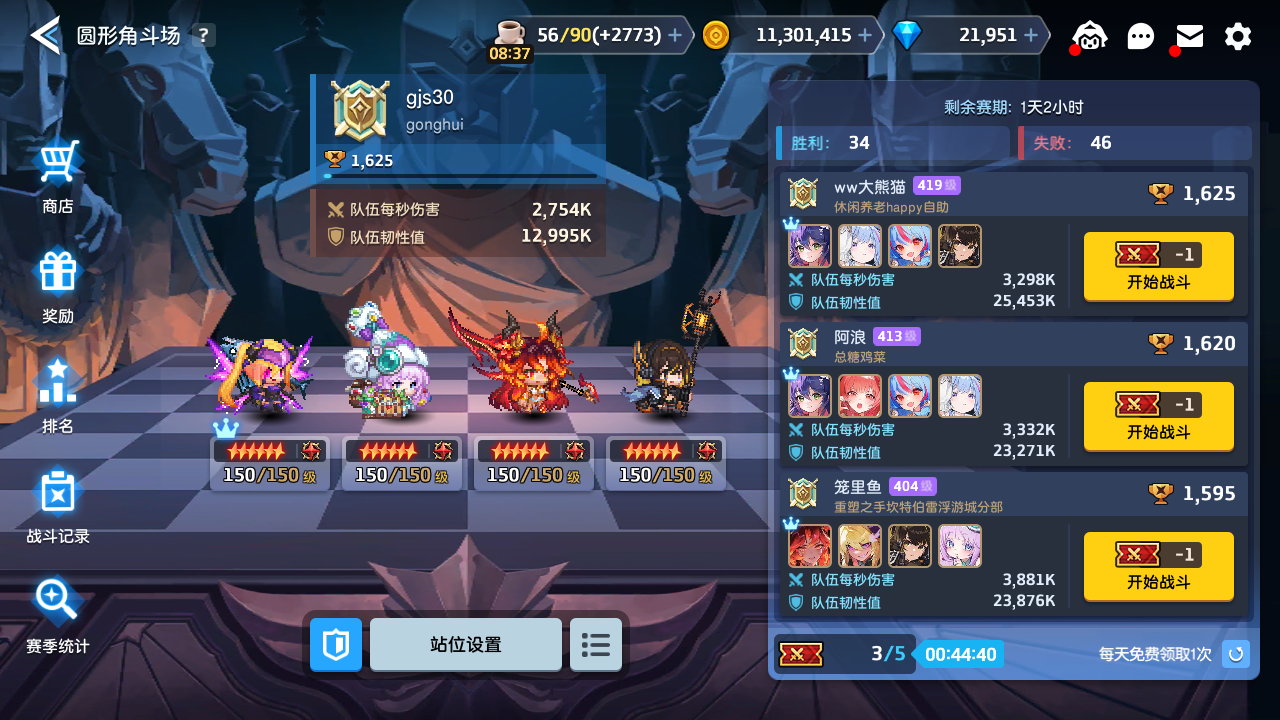 圆形角斗场 ?
56/90(+2773) +
08:37
11,301,415 +
21,951 +
gjs30
gonghui
1,625
队伍每秒伤害 2,754K
队伍韧性值 12,995K
商店
奖励
排名
战斗记录
赛季统计
150/150 级
150/150 级
150/150 级
150/150 级
站位设置
剩余赛期: 1天2小时
胜利: 34
失败: 46
ww大熊猫 419级
休闲养老happy自助
1,625
队伍每秒伤害 3,298K
队伍韧性值 25,453K
-1
开始战斗
阿浪 413级
总糖鸡菜
1,620
队伍每秒伤害 3,332K
队伍韧性值 23,271K
-1
开始战斗
笼里鱼 404级
重塑之手坎特伯雷浮游城分部
1,595
队伍每秒伤害 3,881K
队伍韧性值 23,876K
-1
开始战斗
3/5
00:44:40
每天免费领取1次